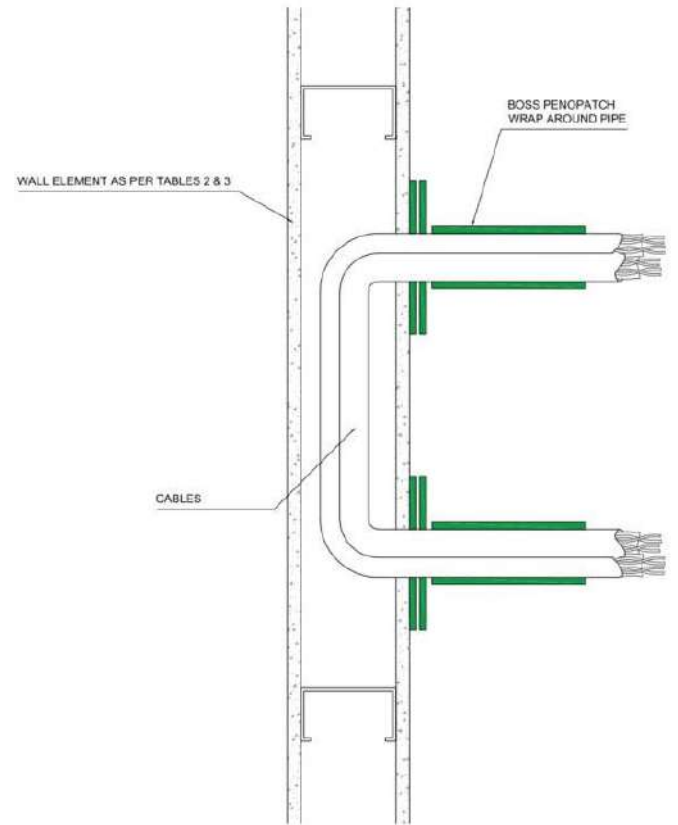 BOSS PENOPATCH
WRAP AROUND PIPE
WALL ELEMENT AS PER TABLES 2 & 3
CABLES